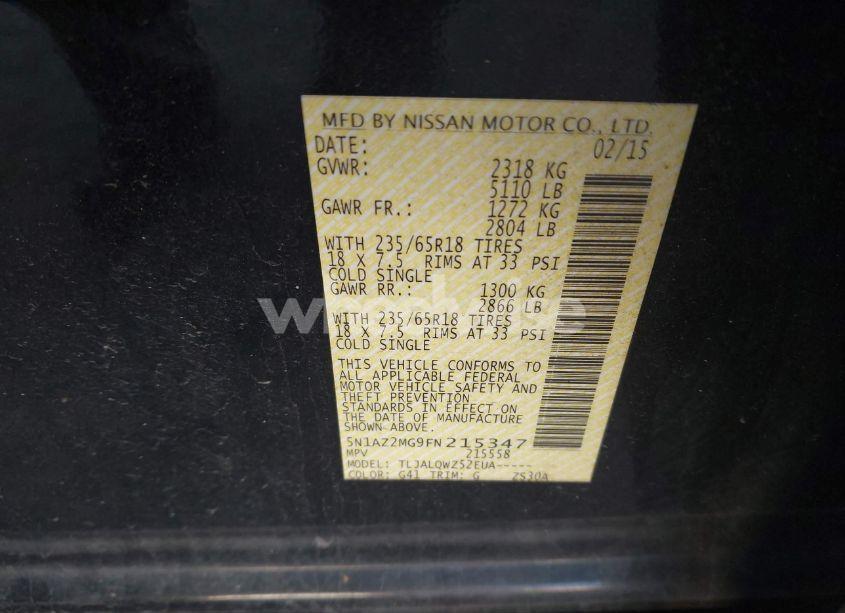 MFD BY NISSAN MOTOR CO., LTD.
DATE: 02/15
GVWR: 2318 KG
5110 LB
GAWR FR.: 1272 KG
2804 LB
WITH 235/65R18 TIRES
18 X 7.5 RIMS AT 33 PSI
COLD SINGLE
GAWR RR.: 1300 KG
2866 LB
WITH 235/65R18 TIRES
18 X 7.5 RIMS AT 33 PSI
COLD SINGLE
THIS VEHICLE CONFORMS TO
ALL APPLICABLE FEDERAL
MOTOR VEHICLE SAFETY AND
THEFT PREVENTION
STANDARDS IN EFFECT ON
THE DATE OF MANUFACTURE
SHOWN ABOVE.
5N1AZ2MG9FN215347
MPV 215558
MODEL: TLJALQWZ52EUA-----
COLOR: G41 TRIM: G ZS30A